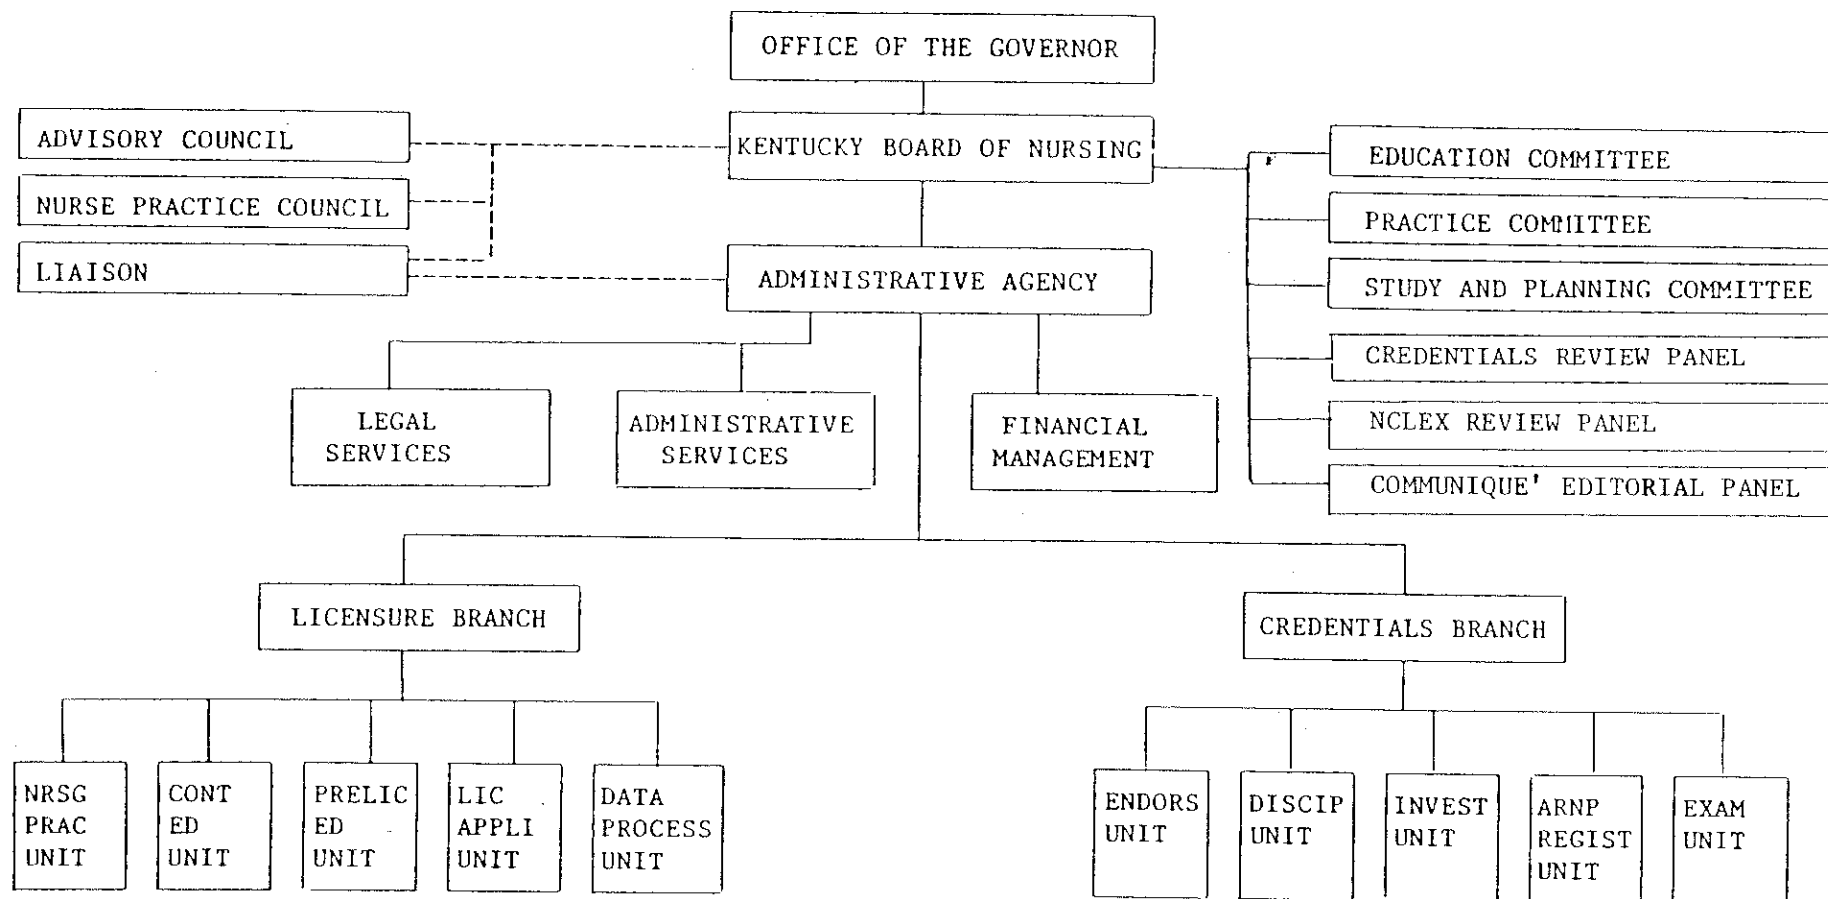 OFFICE OF THE GOVERNOR
ADVISORY COUNCIL
KENTUCKY BOARD OF NURSING
EDUCATION COMMITTEE
NURSE PRACTICE COUNCIL
PRACTICE COMMITTEE
LIAISON
ADMINISTRATIVE AGENCY
STUDY AND PLANNING COMMITTEE
CREDENTIALS REVIEW PANEL
NCLEX REVIEW PANEL
COMMUNIQUE' EDITORIAL PANEL
LEGAL
SERVICES
ADMINISTRATIVE
SERVICES
FINANCIAL
MANAGEMENT
LICENSURE BRANCH
CREDENTIALS BRANCH
NRSG
PRAC
UNIT
CONT
ED
UNIT
PRELIC
ED
UNIT
LIC
APPLI
UNIT
DATA
PROCESS
UNIT
ENDORS
UNIT
DISCIP
UNIT
INVEST
UNIT
ARNP
REGIST
UNIT
EXAM
UNIT